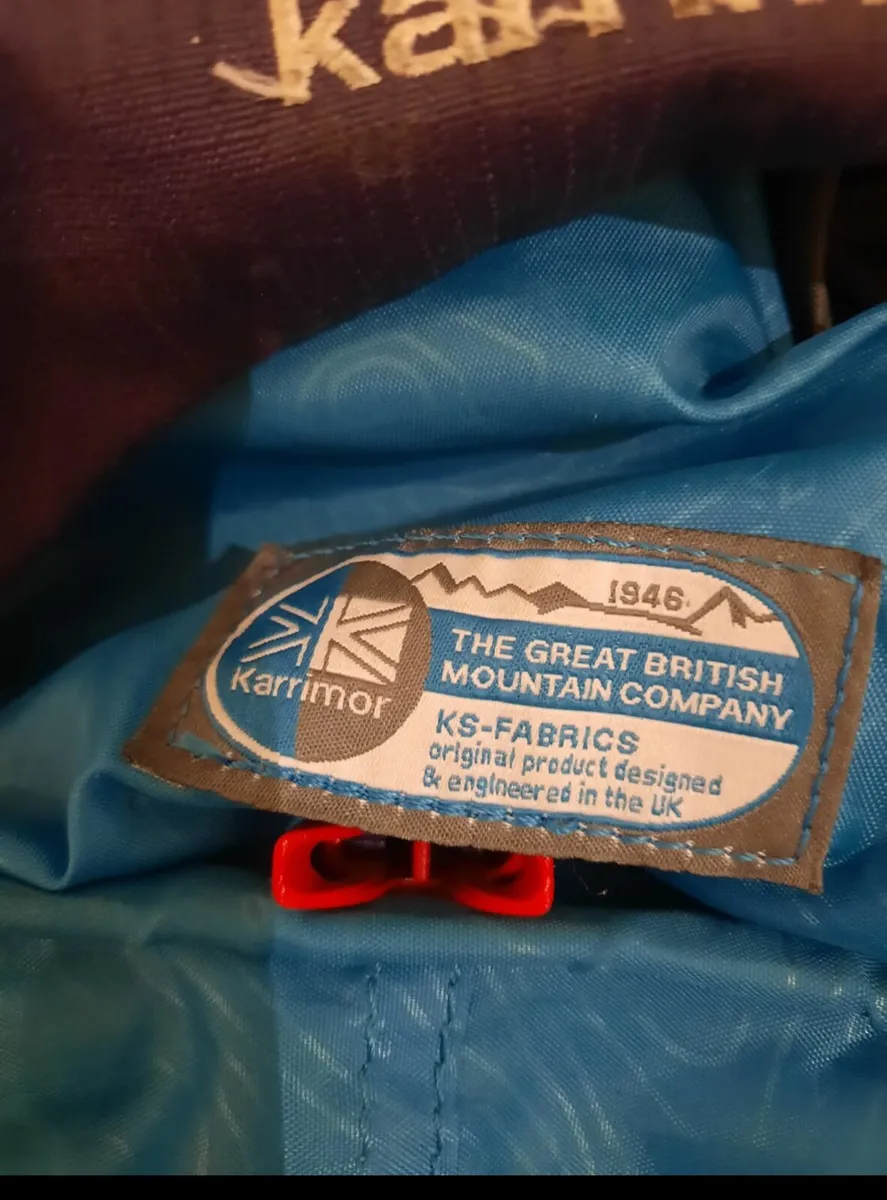 1946
THE GREAT BRITISH
MOUNTAIN COMPANY
Karrimor
KS-FABRICS
original product designed
& engineered in the UK